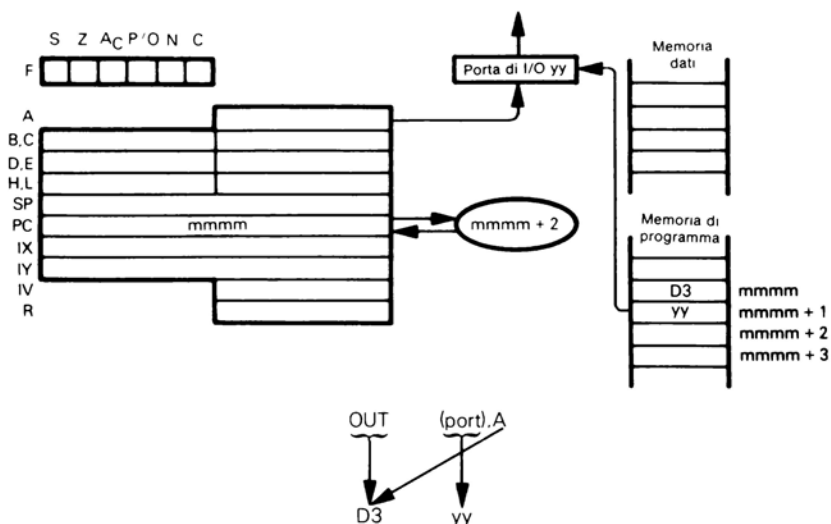 S Z AC P/O N C
F
A
B,C
D,E
H,L
SP
PC mmmm
IX
IY
IV
R
mmmm + 2
Porta di I/O yy
Memoria
dati
Memoria di
programma
D3 mmmm
yy mmmm + 1
mmmm + 2
mmmm + 3
OUT (port),A
D3 yy